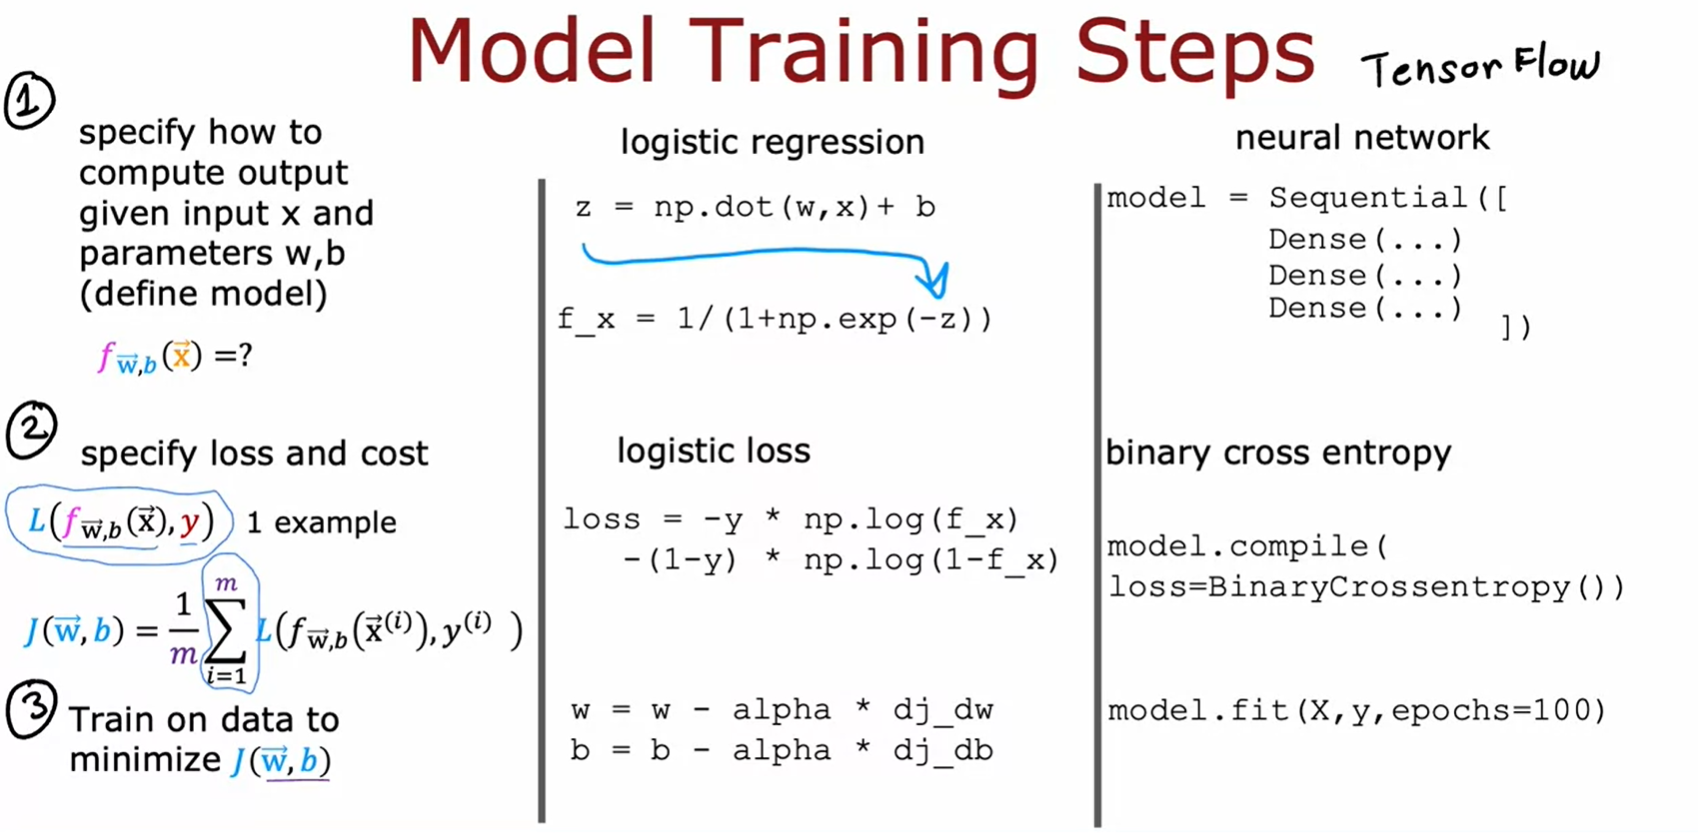 Model Training Steps TensorFlow
1
specify how to
compute output
given input x and
parameters w,b
(define model)
f w⃗,b (x⃗) =?
logistic regression
z = np.dot(w,x)+ b
f_x = 1/(1+np.exp(-z))
neural network
model = Sequential([
Dense(...)
Dense(...)
Dense(...)
])
2
specify loss and cost
L(f w⃗,b (x⃗), y) 1 example
J(w⃗, b) = 1/m ∑ i=1 m L(f w⃗,b (x⃗(i)), y(i) )
logistic loss
loss = -y * np.log(f_x)
-(1-y) * np.log(1-f_x)
binary cross entropy
model.compile(
loss=BinaryCrossentropy())
3
Train on data to
minimize J(w⃗, b)
w = w - alpha * dj_dw
b = b - alpha * dj_db
model.fit(X,y,epochs=100)